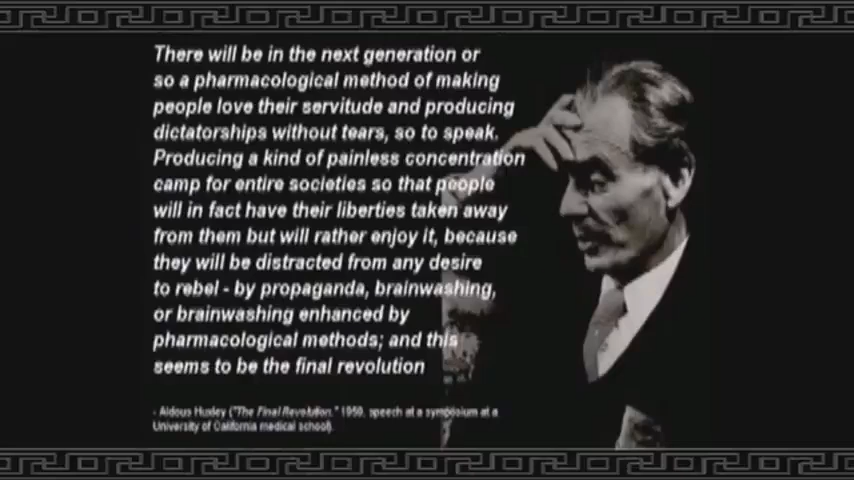 There will be in the next generation or
so a pharmacological method of making
people love their servitude and producing
dictatorships without tears, so to speak.
Producing a kind of painless concentration
camp for entire societies so that people
will in fact have their liberties taken away
from them but will rather enjoy it, because
they will be distracted from any desire
to rebel - by propaganda, brainwashing,
or brainwashing enhanced by
pharmacological methods; and this
seems to be the final revolution
- Aldous Huxley ("The Final Revolution," 1959, speech at a symposium at a
University of California medical school).